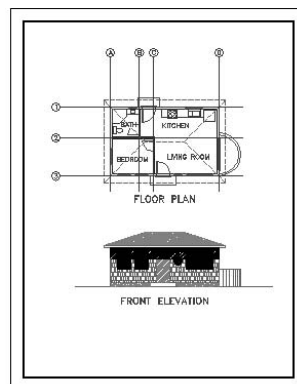 A B C E
1
2
3
BATH
KITCHEN
BEDROOM
LIVING ROOM
FLOOR PLAN
FRONT ELEVATION